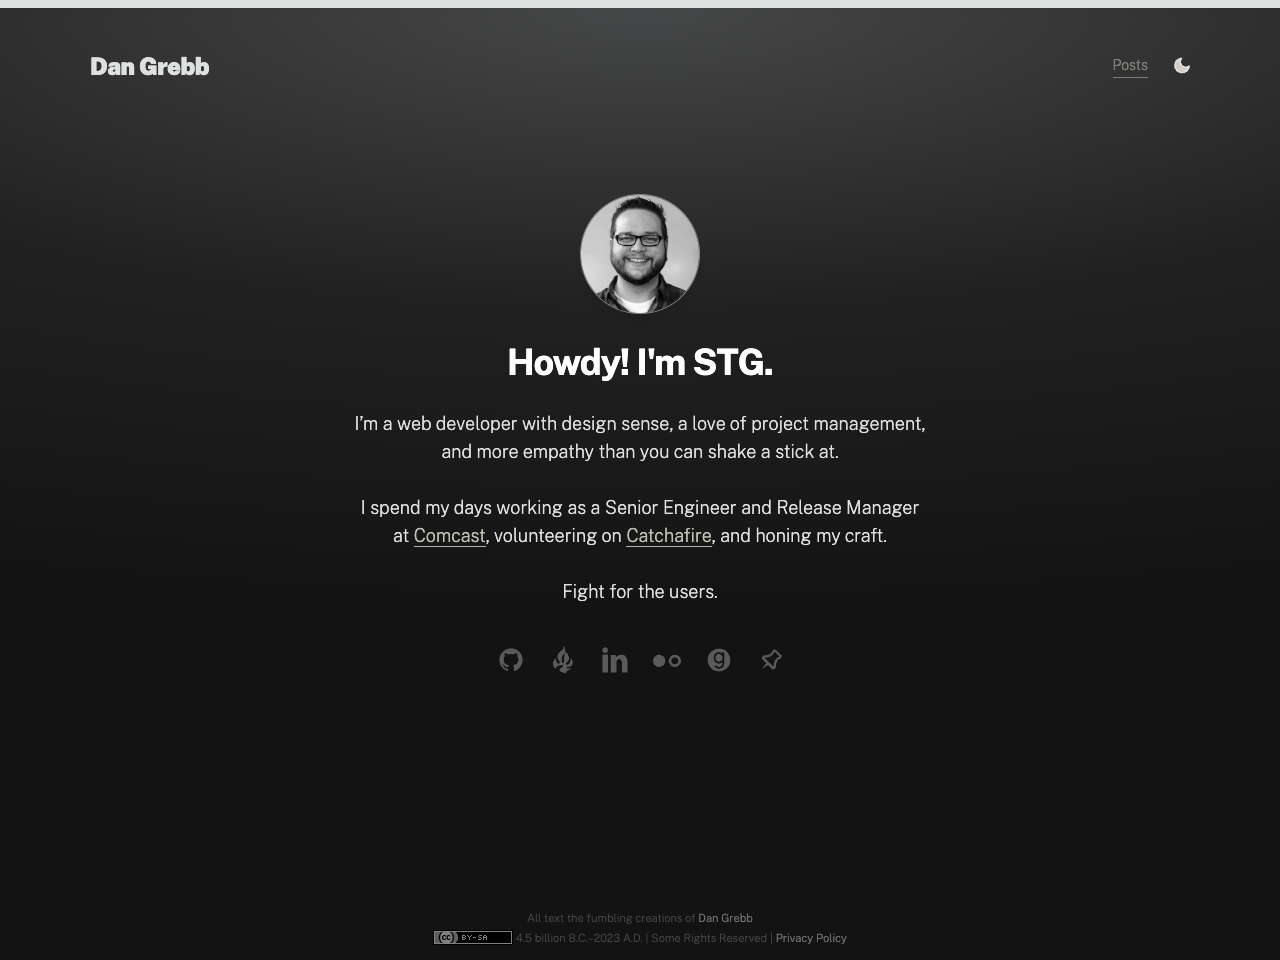 Dan Grebb
Posts
Howdy! I'm STG.
I’m a web developer with design sense, a love of project management,
and more empathy than you can shake a stick at.
I spend my days working as a Senior Engineer and Release Manager
at Comcast, volunteering on Catchafire, and honing my craft.
Fight for the users.
in
g
All text the fumbling creations of Dan Grebb
cc BY-SA 4.5 billion B.C.–2023 A.D. | Some Rights Reserved | Privacy Policy